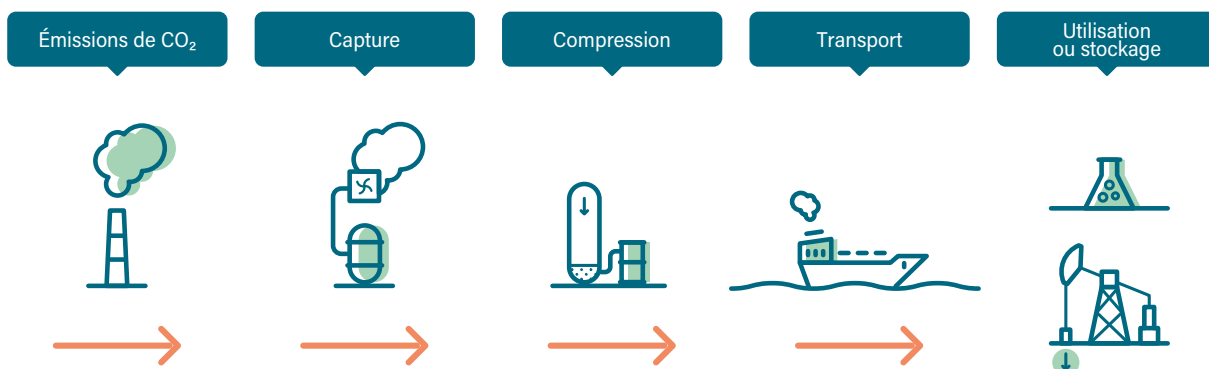 Émissions de CO₂
Capture
Compression
Transport
Utilisation
ou stockage